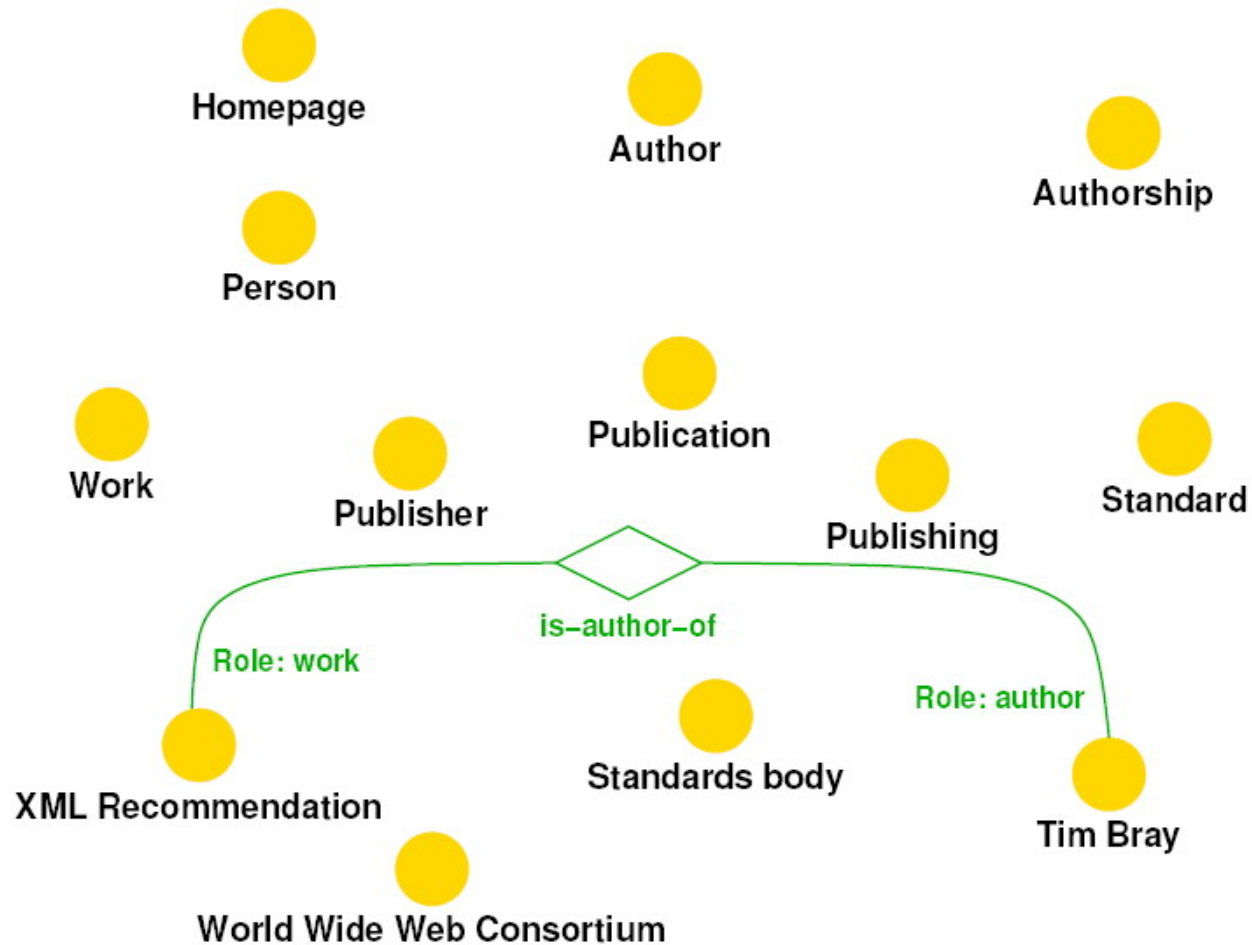 Homepage
Author
Authorship
Person
Publication
Work
Publisher
Standard
Publishing
is–author–of
Role: work
Role: author
Standards body
XML Recommendation
Tim Bray
World Wide Web Consortium